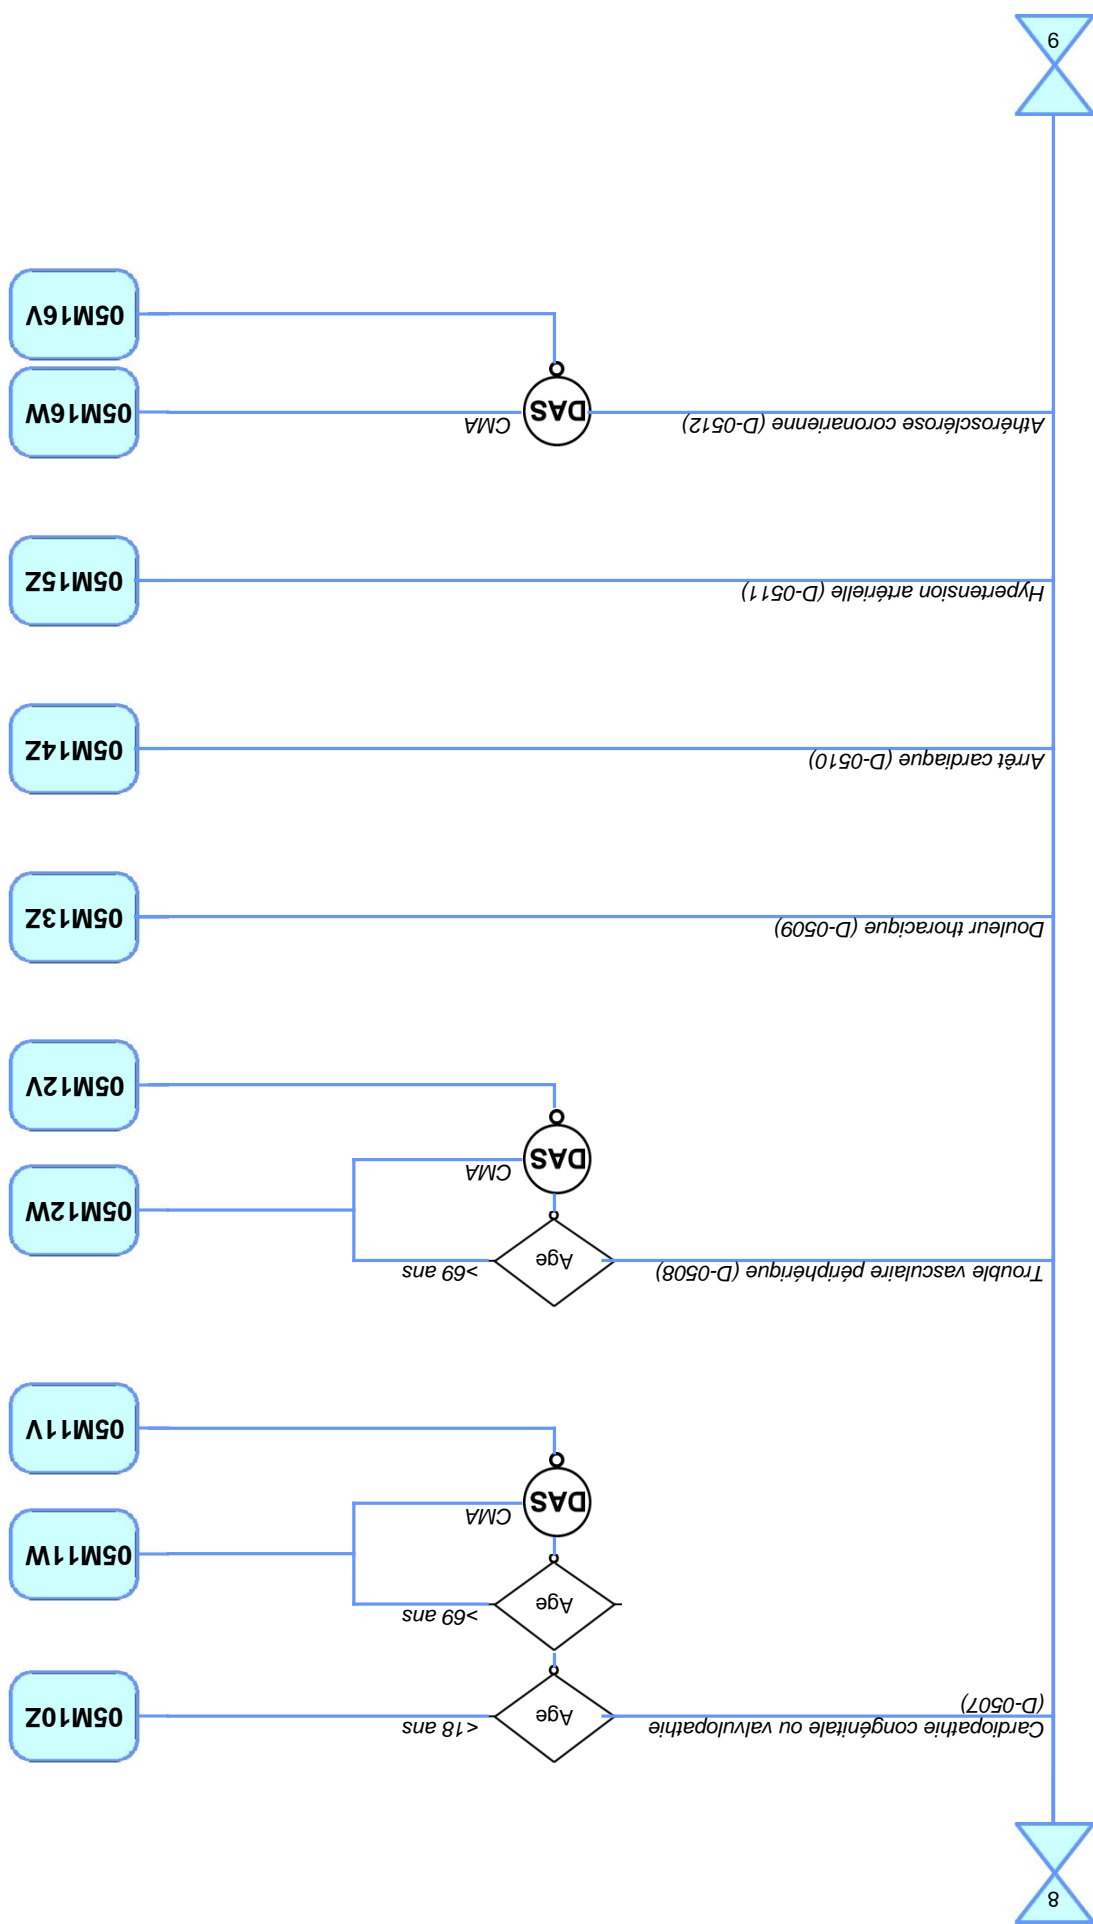 8
Cardiopathie congénitale ou valvulopathie
(D-0507)
Age
<18 ans
05M10Z
Age
>69 ans
05M11W
DAS
CMA
05M11V
Trouble vasculaire périphérique (D-0508)
Age
>69 ans
05M12W
DAS
CMA
05M12V
Douleur thoracique (D-0509)
05M13Z
Arrêt cardiaque (D-0510)
05M14Z
Hypertension artérielle (D-0511)
05M15Z
Athérosclérose coronarienne (D-0512)
DAS
CMA
05M16W
05M16V
9